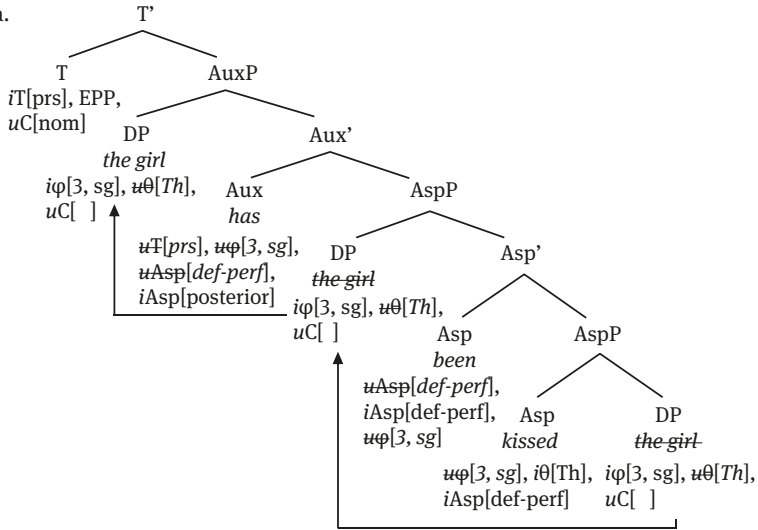 a.
T'
T AuxP
iT[prs], EPP,
uC[nom]
DP Aux'
the girl
iφ[3, sg], uθ[Th],
uC[ ]
Aux AspP
has
uT[prs], uφ[3, sg],
uAsp[def-perf],
iAsp[posterior]
DP Asp'
the girl
iφ[3, sg], uθ[Th],
uC[ ]
Asp AspP
been
uAsp[def-perf],
iAsp[def-perf],
uφ[3, sg]
Asp DP
kissed the girl
uφ[3, sg], iθ[Th], iφ[3, sg], uθ[Th],
iAsp[def-perf] uC[ ]